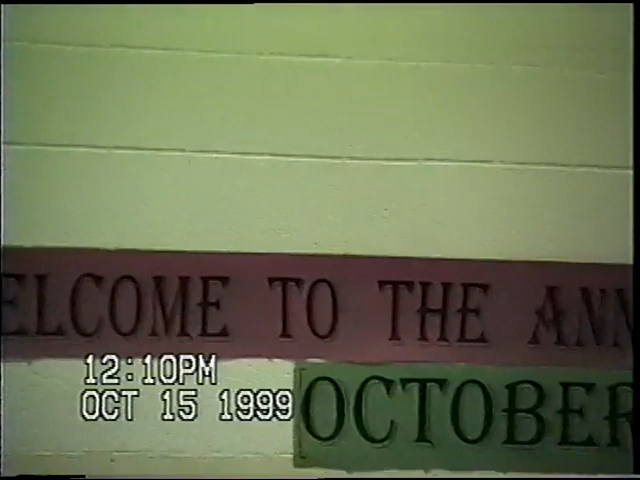 ELCOME TO THE ANN
OCTOBER
12:10PM
OCT 15 1999